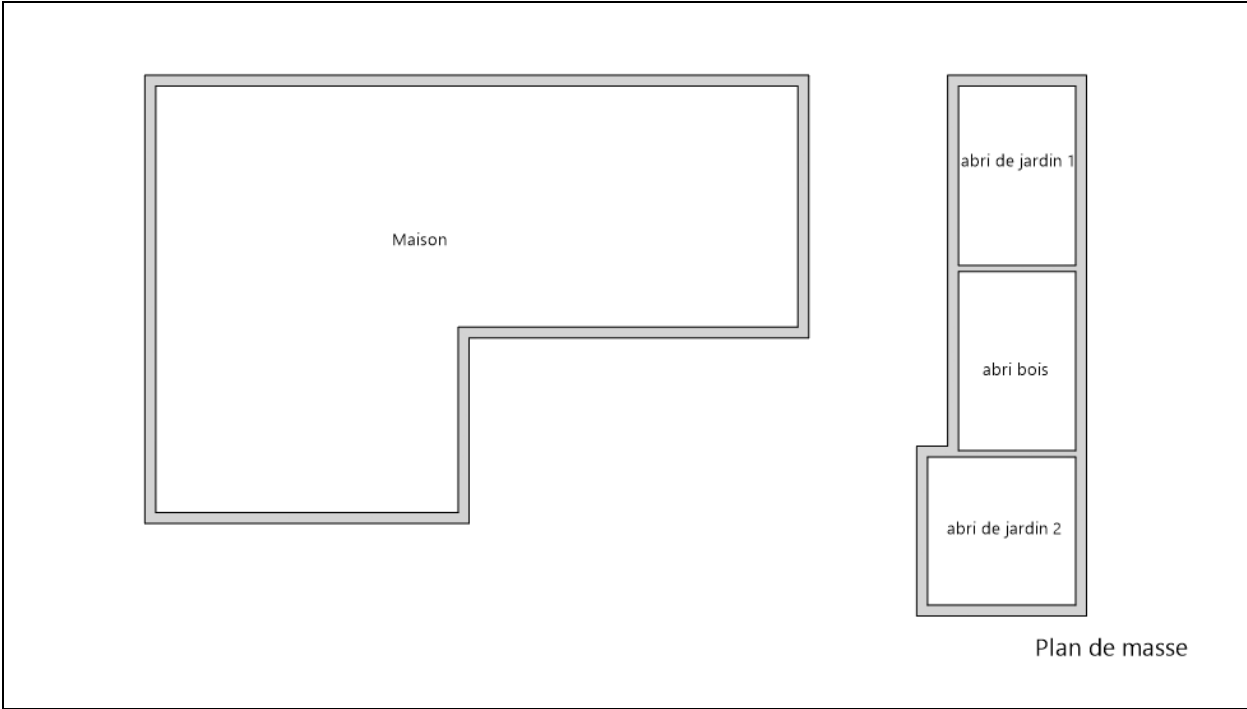 abri de jardin 1
Maison
abri bois
abri de jardin 2
Plan de masse